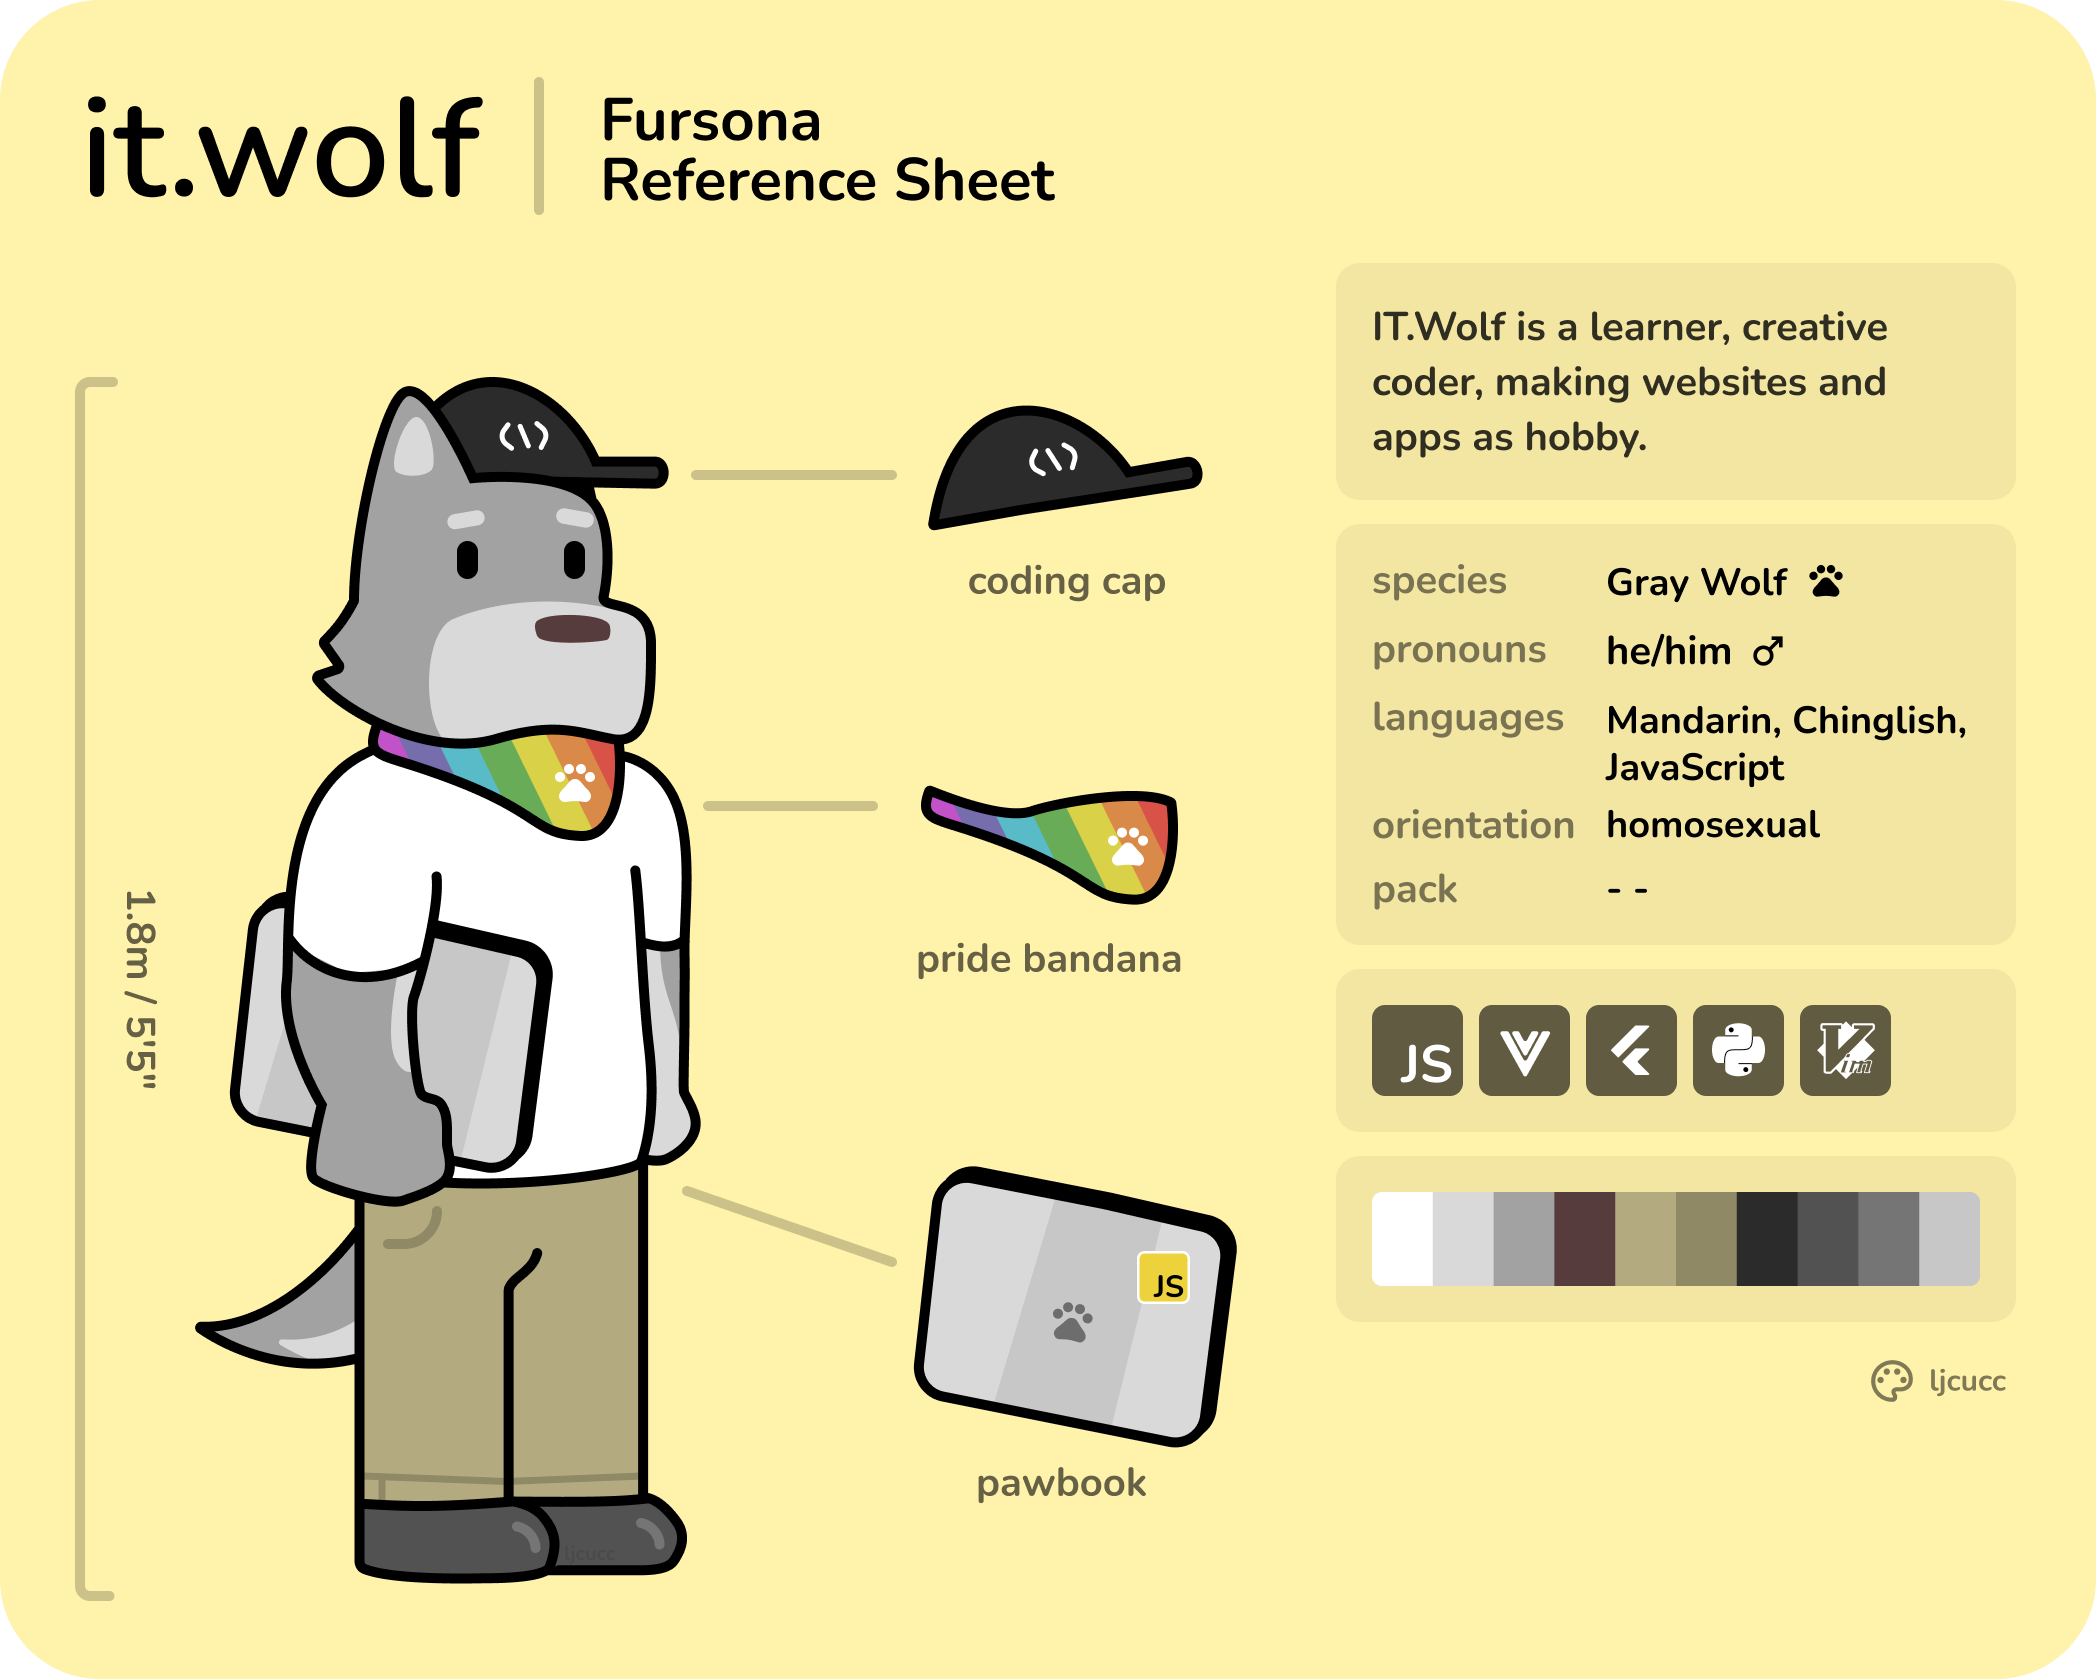 it.wolf
Fursona
Reference Sheet
1.8m / 5'5"
<\>
<\>
coding cap
pride bandana
JS
pawbook
IT.Wolf is a learner, creative
coder, making websites and
apps as hobby.
species Gray Wolf
pronouns he/him
languages Mandarin, Chinglish,
JavaScript
orientation homosexual
pack - -
JS
Vim
ljcucc
ljcucc